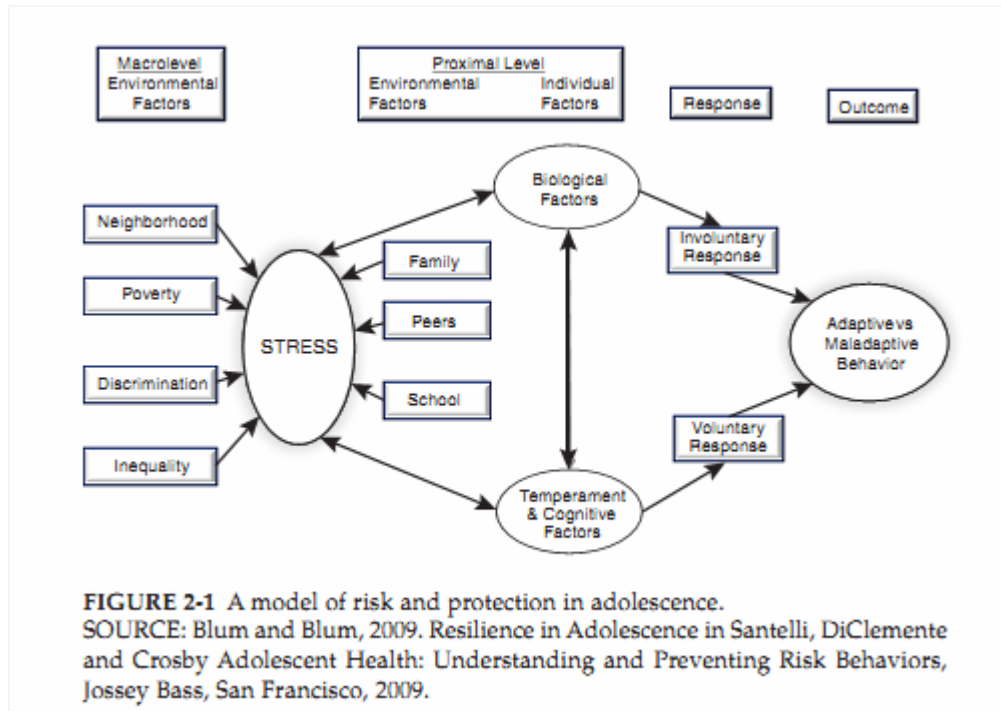 Macrolevel
Environmental
Factors
Proximal Level
Environmental
Factors
Individual
Factors
Response
Outcome
Biological
Factors
Neighborhood
Involuntary
Response
Family
Poverty
Peers
STRESS
Adaptive vs
Maladaptive
Behavior
Discrimination
School
Voluntary
Response
Inequality
Temperament
& Cognitive
Factors
FIGURE 2-1 A model of risk and protection in adolescence.
SOURCE: Blum and Blum, 2009. Resilience in Adolescence in Santelli, DiClemente
and Crosby Adolescent Health: Understanding and Preventing Risk Behaviors,
Jossey Bass, San Francisco, 2009.